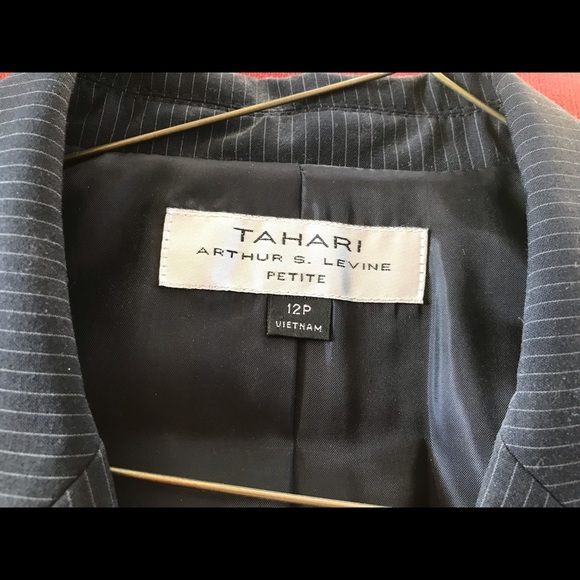 TAHARI
ARTHUR S. LEVINE
PETITE
12P
VIETNAM